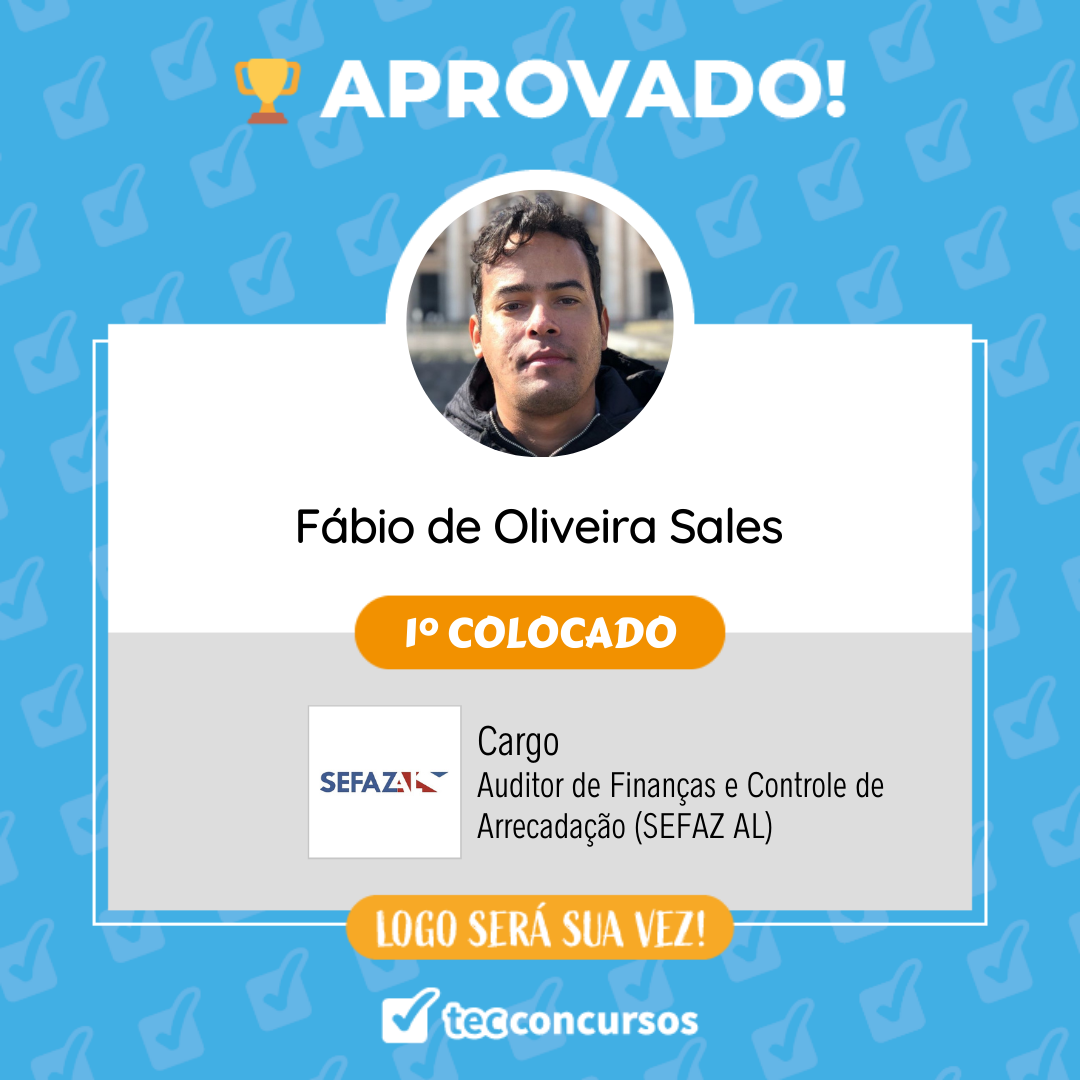 APROVADO!
Fábio de Oliveira Sales
1º COLOCADO
SEFAZ AL
Cargo
Auditor de Finanças e Controle de
Arrecadação (SEFAZ AL)
LOGO SERÁ SUA VEZ!
tecconcursos